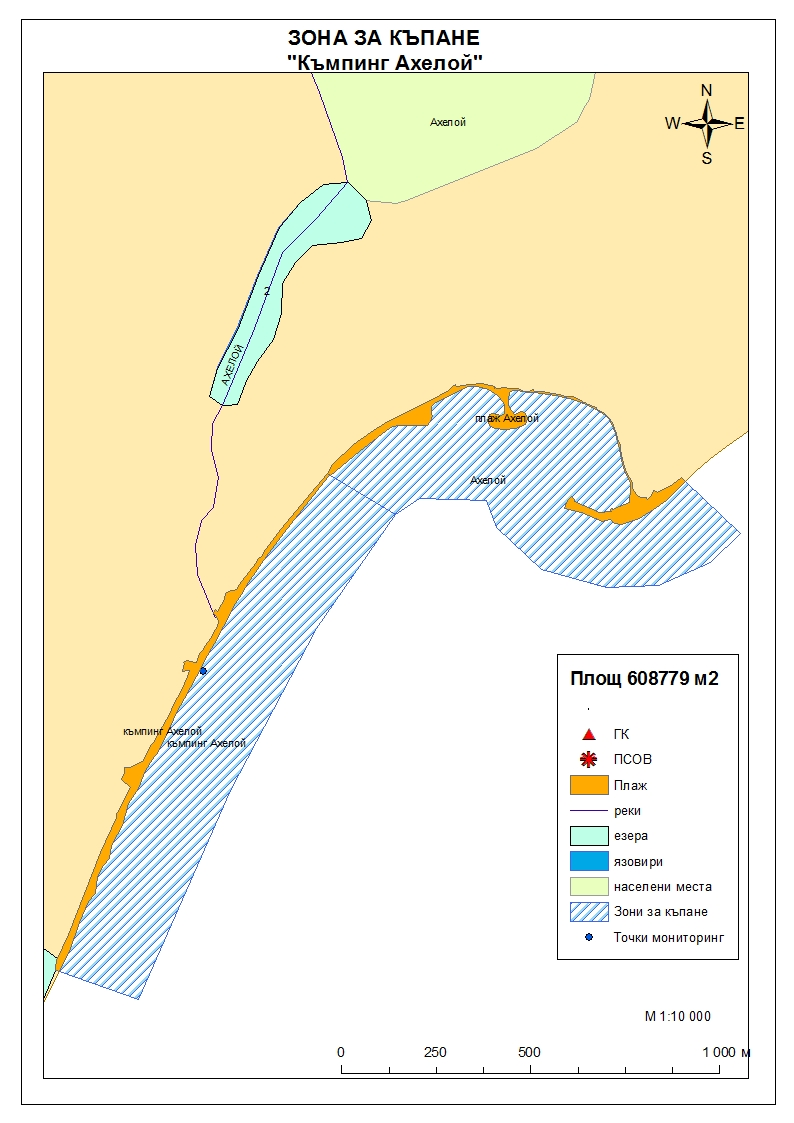 ЗОНА ЗА КЪПАНЕ
"Къмпинг Ахелой"
N
W E
S
Ахелой
2
АХЕЛОЙ
плаж Ахелой
Ахелой
къмпинг Ахелой
къмпинг Ахелой
Площ 608779 м2
ГК
ПСОВ
Плаж
реки
езера
язовири
населени места
Зони за къпане
Точки мониторинг
М 1:10 000
0 250 500 1 000 м